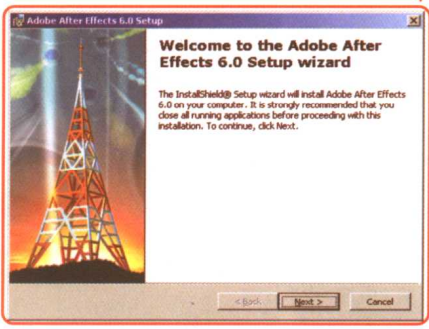 Adobe After Effects 6.0 Setup
Welcome to the Adobe After
Effects 6.0 Setup wizard
The InstallShield® Setup wizard will install Adobe After Effects
6.0 on your computer. It is strongly recommended that you
close all running applications before proceeding with this
installation. To continue, click Next.
< Back
Next >
Cancel